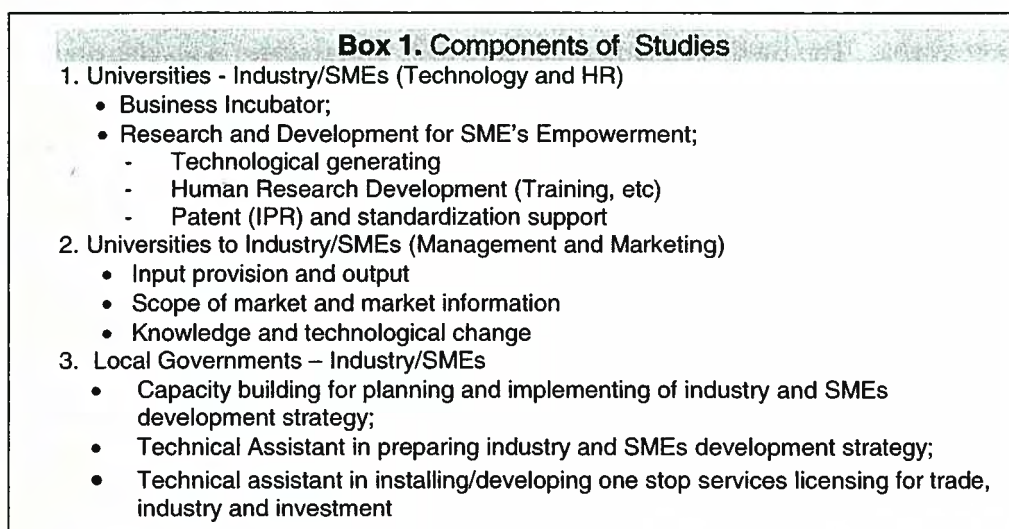 Box 1. Components of Studies
1. Universities - Industry/SMEs (Technology and HR)
• Business Incubator;
• Research and Development for SME's Empowerment;
- Technological generating
- Human Research Development (Training, etc)
- Patent (IPR) and standardization support
2. Universities to Industry/SMEs (Management and Marketing)
• Input provision and output
• Scope of market and market information
• Knowledge and technological change
3. Local Governments – Industry/SMEs
• Capacity building for planning and implementing of industry and SMEs
development strategy;
• Technical Assistant in preparing industry and SMEs development strategy;
• Technical assistant in installing/developing one stop services licensing for trade,
industry and investment